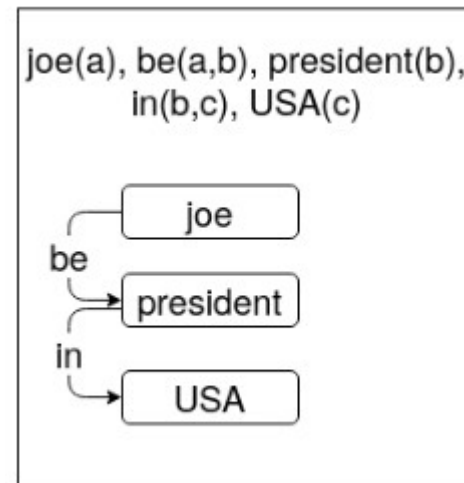 joe(a), be(a,b), president(b),
in(b,c), USA(c)
joe
be
president
in
USA